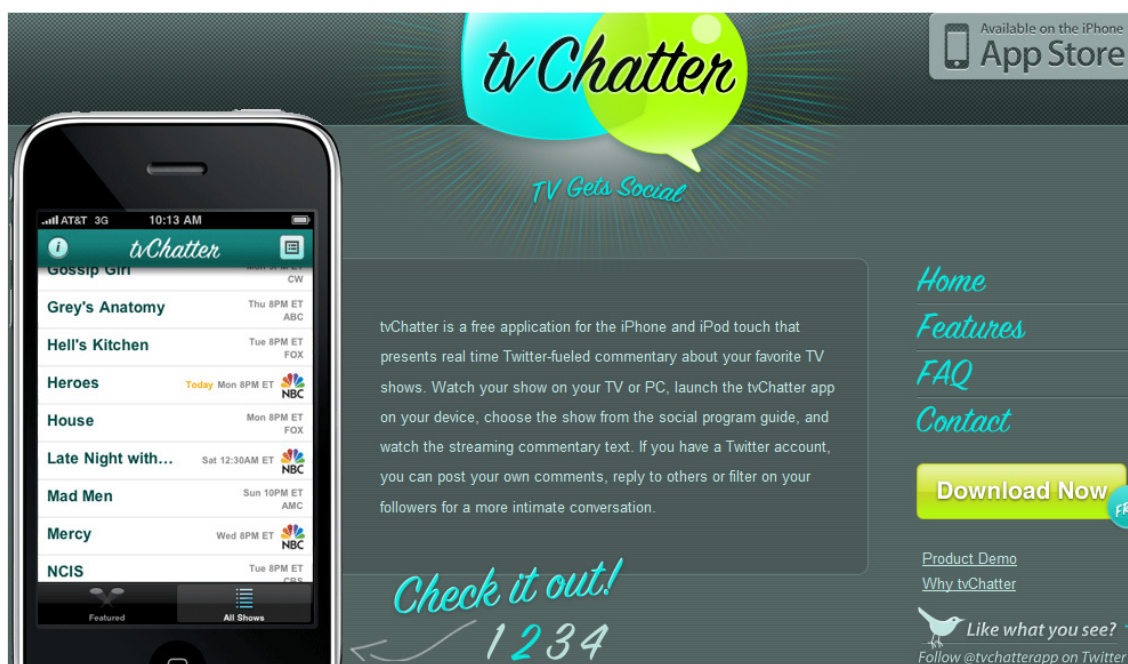 tvChatter
Available on the iPhone
App Store
TV Gets Social
AT&T 3G 10:13 AM
i tvChatter
Gossip Girl
CW
Grey's Anatomy Thu 8PM ET
ABC
Hell's Kitchen Tue 8PM ET
FOX
Heroes Today Mon 8PM ET NBC
House Mon 8PM ET
FOX
Late Night with... Sat 12:30AM ET NBC
Mad Men Sun 10PM ET
AMC
Mercy Wed 8PM ET NBC
NCIS Tue 8PM ET
CBS
Featured All Shows
tvChatter is a free application for the iPhone and iPod touch that
presents real time Twitter-fueled commentary about your favorite TV
shows. Watch your show on your TV or PC, launch the tvChatter app
on your device, choose the show from the social program guide, and
watch the streaming commentary text. If you have a Twitter account,
you can post your own comments, reply to others or filter on your
followers for a more intimate conversation.
Check it out!
1 2 3 4
Home
Features
FAQ
Contact
Download Now
Product Demo
Why tvChatter
Like what you see?
Follow @tvchatterapp on Twitter